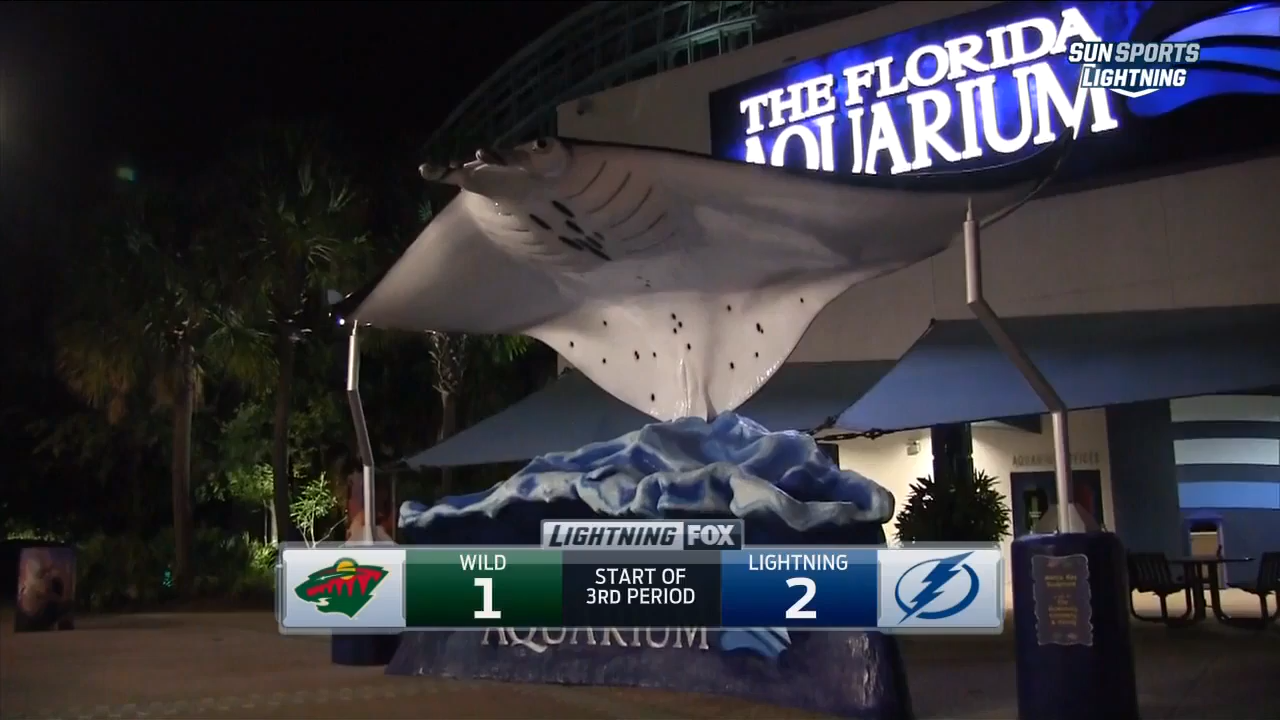 THE FLORIDA
AQUARIUM
SUN SPORTS
LIGHTNING
LIGHTNING FOX
WILD
1
START OF
3RD PERIOD
LIGHTNING
2
AQUARIUM